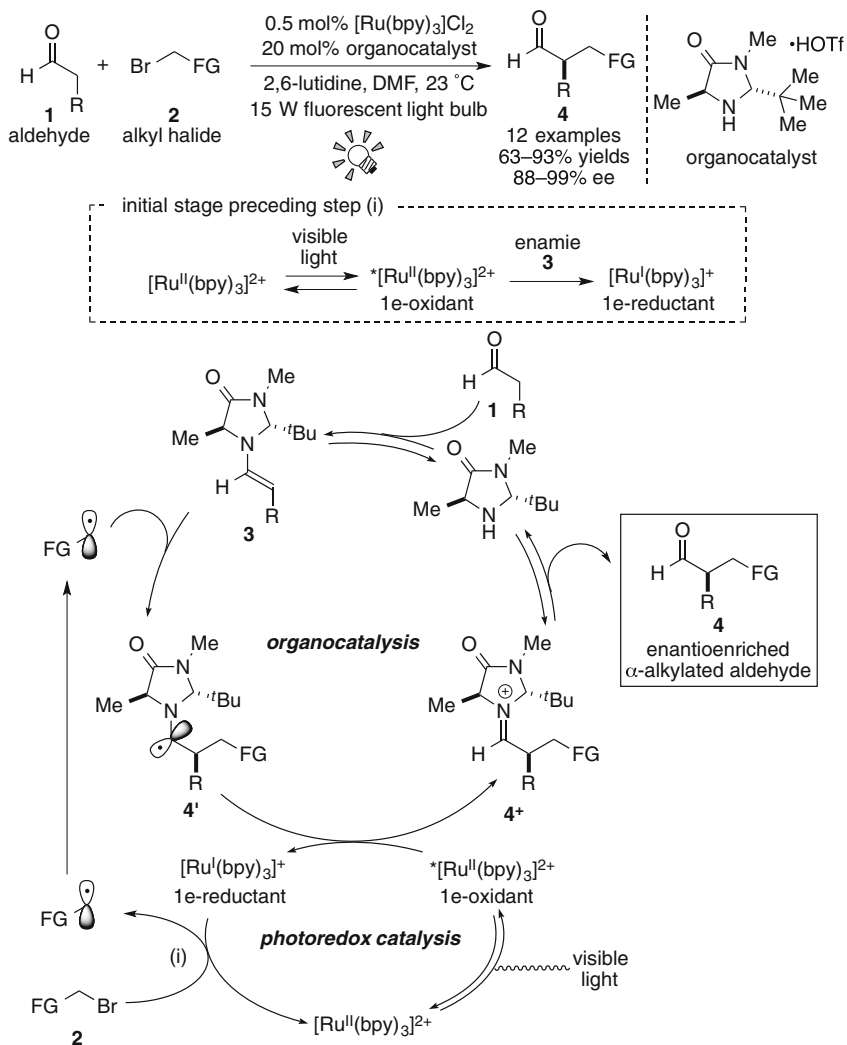 0.5 mol% [Ru(bpy)3]Cl2
20 mol% organocatalyst
2,6-lutidine, DMF, 23 °C
15 W fluorescent light bulb
O
H
R
1
aldehyde
+
Br
FG
2
alkyl halide
O
H
FG
R
4
12 examples
63–93% yields
88–99% ee
O
Me
N
•HOTf
Me
N
H
Me
Me
Me
organocatalyst
initial stage preceding step (i)
visible
light
enamie
3
[RuII(bpy)3]2+
*[RuII(bpy)3]2+
[RuI(bpy)3]+
1e-oxidant
1e-reductant
O
Me
N
Me
N
tBu
H
R
3
O
H
1
R
O
Me
N
Me
N
H
tBu
FG
O
H
FG
R
4
enantioenriched
α-alkylated aldehyde
organocatalysis
O
Me
N
Me
N
tBu
FG
R
4'
O
Me
N
Me
N
+
tBu
H
FG
R
4+
[RuI(bpy)3]+
1e-reductant
*[RuII(bpy)3]2+
1e-oxidant
FG
photoredox catalysis
(i)
visible
light
FG
Br
2
[RuII(bpy)3]2+